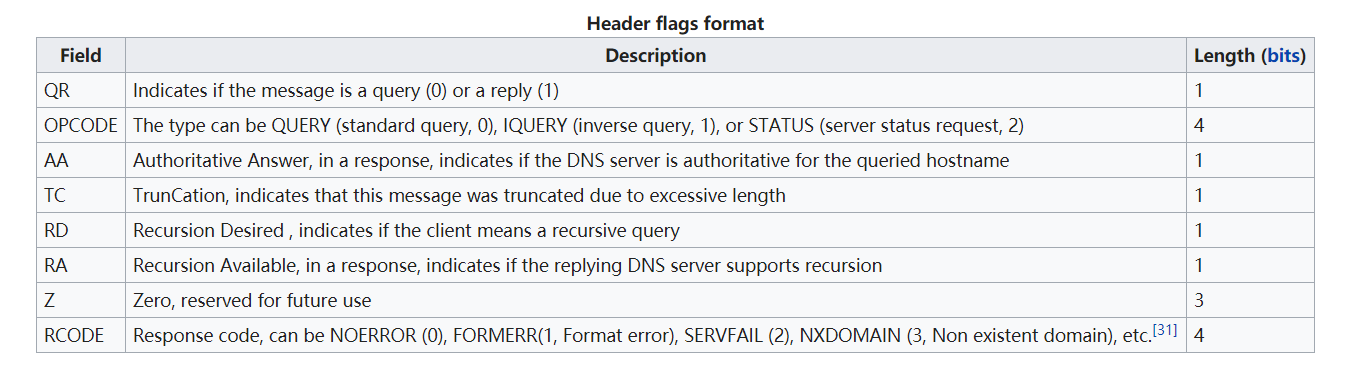 Header flags format
Field Description Length (bits)
QR Indicates if the message is a query (0) or a reply (1) 1
OPCODE The type can be QUERY (standard query, 0), IQUERY (inverse query, 1), or STATUS (server status request, 2) 4
AA Authoritative Answer, in a response, indicates if the DNS server is authoritative for the queried hostname 1
TC TrunCation, indicates that this message was truncated due to excessive length 1
RD Recursion Desired , indicates if the client means a recursive query 1
RA Recursion Available, in a response, indicates if the replying DNS server supports recursion 1
Z Zero, reserved for future use 3
RCODE Response code, can be NOERROR (0), FORMERR(1, Format error), SERVFAIL (2), NXDOMAIN (3, Non existent domain), etc.[31] 4